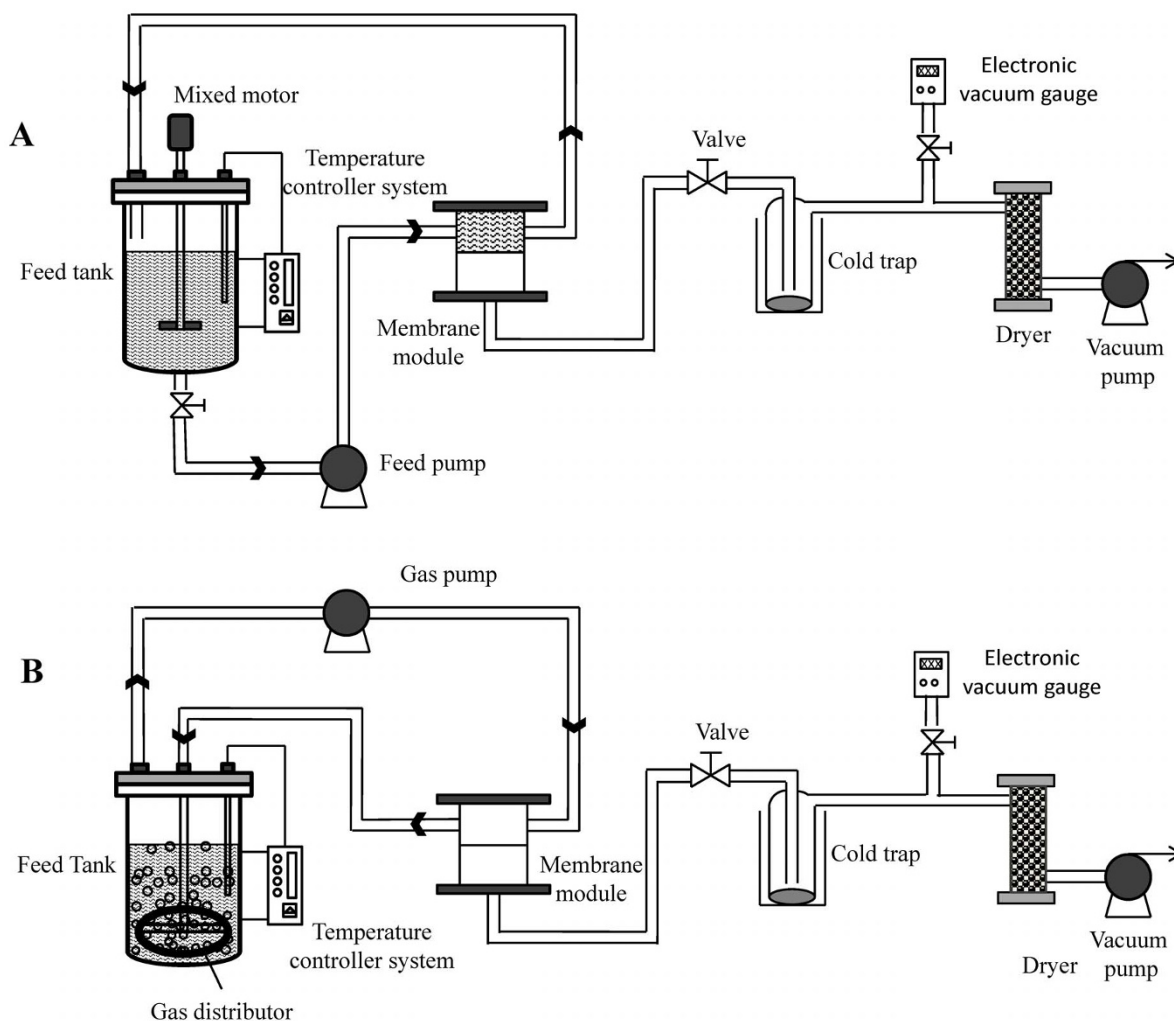 A
Mixed motor
Temperature
controller system
Feed tank
Membrane
module
Feed pump
Valve
Cold trap
Electronic
vacuum gauge
Dryer
Vacuum
pump
B
Gas pump
Feed Tank
Temperature
controller system
Gas distributor
Membrane
module
Valve
Cold trap
Electronic
vacuum gauge
Dryer
Vacuum
pump